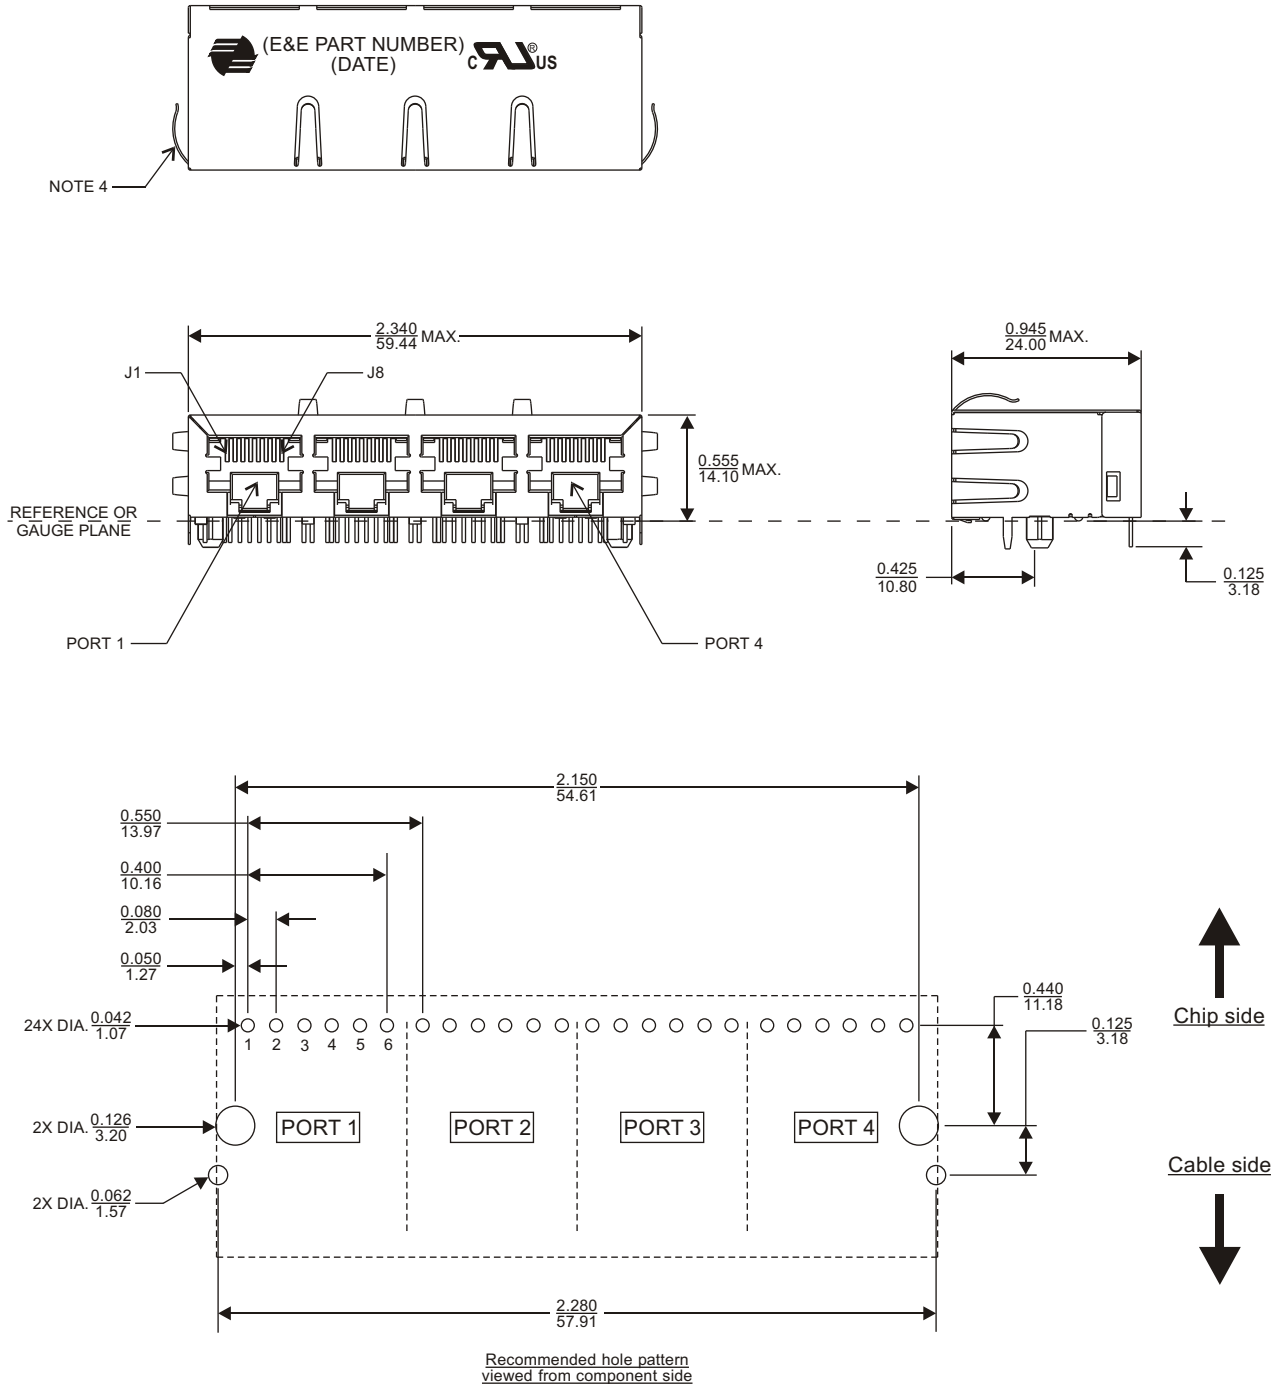 (E&E PART NUMBER)
(DATE)
C RU ® US
NOTE 4
2.340
59.44 MAX.
0.945
24.00 MAX.
J1
J8
0.555
14.10 MAX.
REFERENCE OR
GAUGE PLANE
0.425
10.80
0.125
3.18
PORT 1
PORT 4
2.150
54.61
0.550
13.97
0.400
10.16
0.080
2.03
0.050
1.27
0.440
11.18
24X DIA. 0.042
1.07
0.125
3.18
Chip side
1 2 3 4 5 6
2X DIA. 0.126
3.20
PORT 1
PORT 2
PORT 3
PORT 4
Cable side
2X DIA. 0.062
1.57
2.280
57.91
Recommended hole pattern
viewed from component side